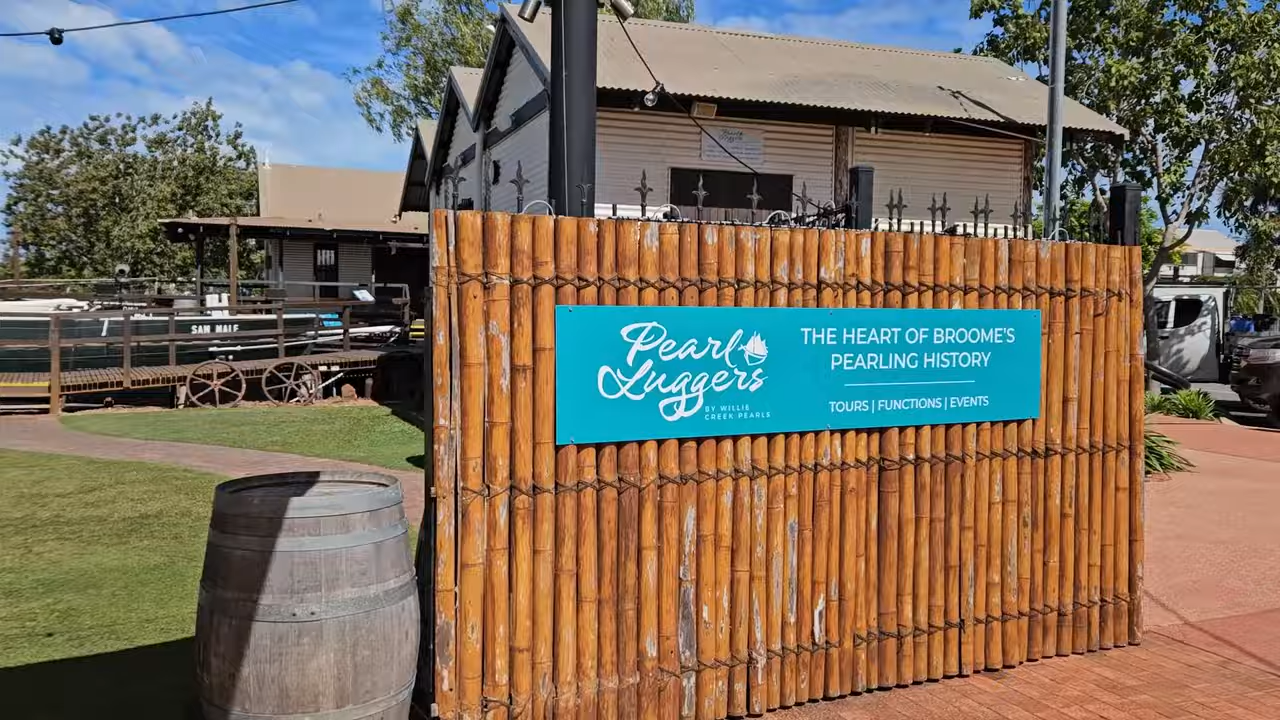 Pearl
Luggers
BY WILLIE
CREEK PEARLS
THE HEART OF BROOME'S
PEARLING HISTORY
TOURS | FUNCTIONS | EVENTS
SAM MALE